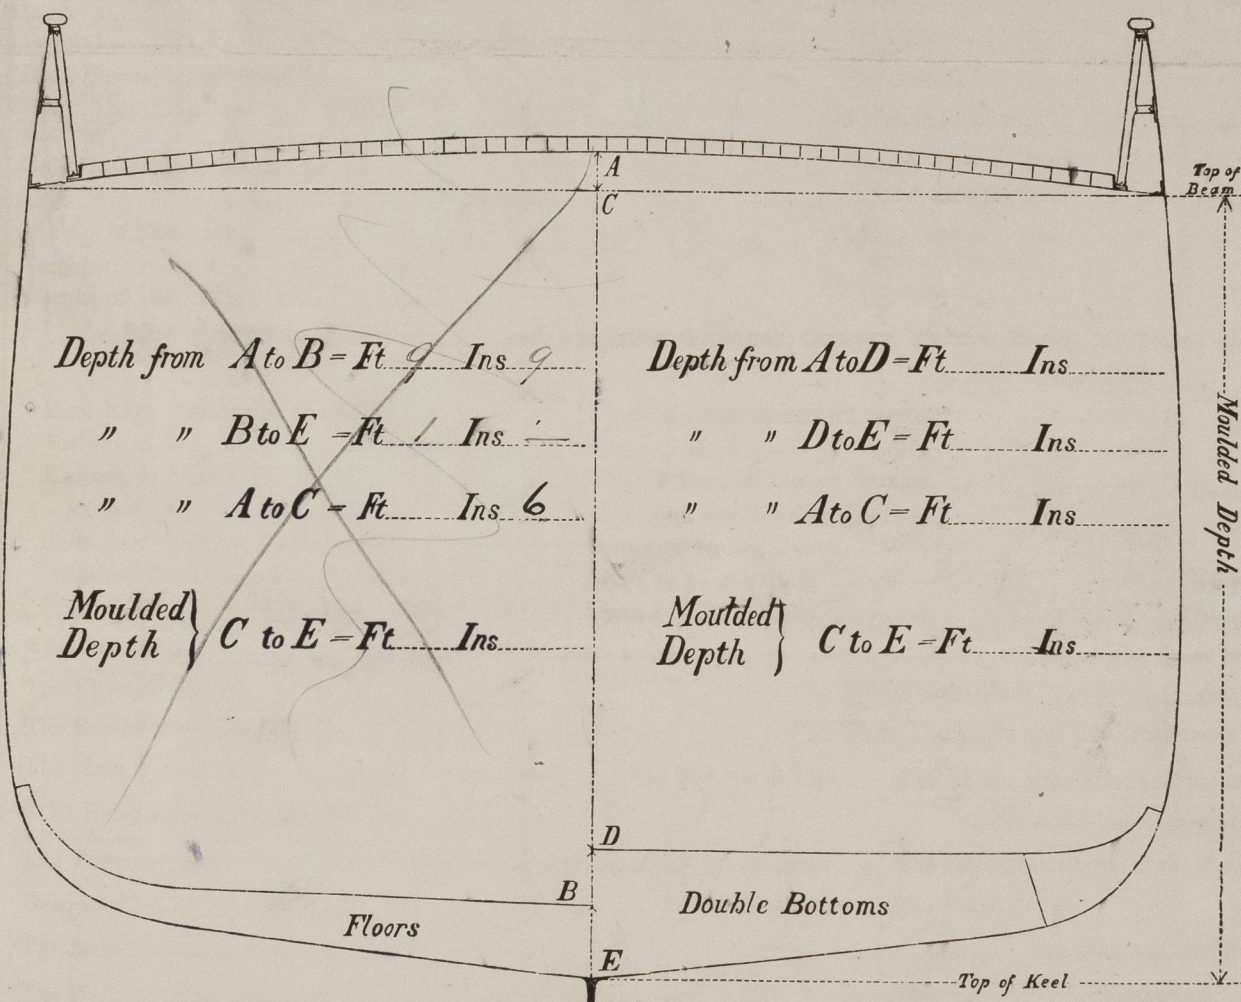 A
C
Top of
Beam
Depth from A to B = Ft 9 Ins 9
" " B to E = Ft 1 Ins –
" " A to C = Ft Ins 6
Moulded
Depth } C to E = Ft Ins
Depth from A to D = Ft Ins
" " D to E = Ft Ins
" " A to C = Ft Ins
Moulded
Depth } C to E = Ft Ins
Moulded Depth
D
B
Double Bottoms
Floors
E
Top of Keel